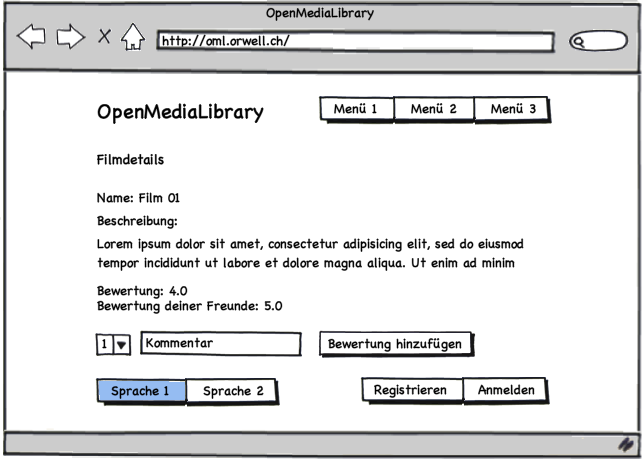 OpenMediaLibrary
http://oml.orwell.ch/
OpenMediaLibrary
Menü 1 Menü 2 Menü 3
Filmdetails
Name: Film 01
Beschreibung:
Lorem ipsum dolor sit amet, consectetur adipisicing elit, sed do eiusmod
tempor incididunt ut labore et dolore magna aliqua. Ut enim ad minim
Bewertung: 4.0
Bewertung deiner Freunde: 5.0
1 Kommentar Bewertung hinzufügen
Sprache 1 Sprache 2 Registrieren Anmelden